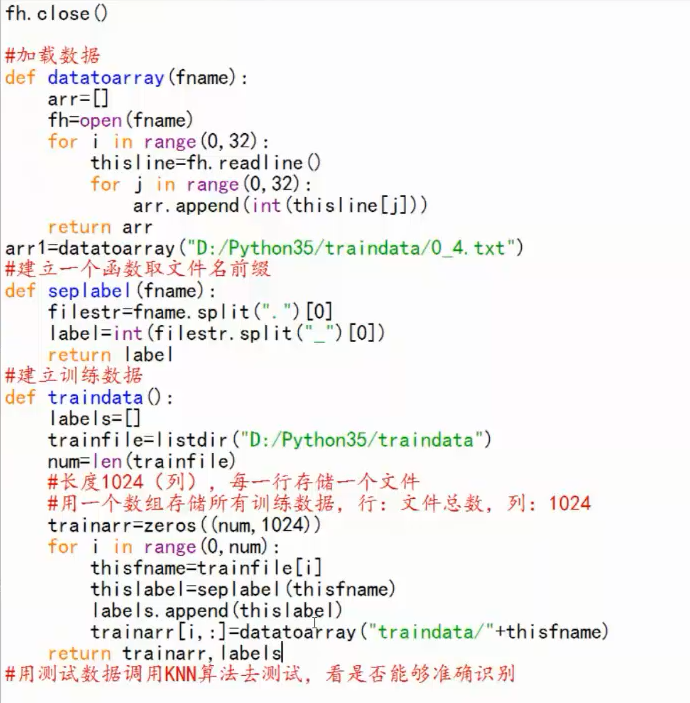 fh.close()
#加载数据
def datatoarray(fname):
    arr=[]
    fh=open(fname)
    for i in range(0,32):
        thisline=fh.readline()
        for j in range(0,32):
            arr.append(int(thisline[j]))
    return arr
arr1=datatoarray("D:/Python35/traindata/0_4.txt")
#建立一个函数取文件名前缀
def seplabel(fname):
    filestr=fname.split(".")[0]
    label=int(filestr.split("_")[0])
    return label
#建立训练数据
def traindata():
    labels=[]
    trainfile=listdir("D:/Python35/traindata")
    num=len(trainfile)
    #长度1024（列），每一行存储一个文件
    #用一个数组存储所有训练数据，行：文件总数，列：1024
    trainarr=zeros((num,1024))
    for i in range(0,num):
        thisfname=trainfile[i]
        thislabel=seplabel(thisfname)
        labels.append(thislabel)
        trainarr[i,:]=datatoarray("traindata/"+thisfname)
    return trainarr,labels
#用测试数据调用KNN算法去测试，看是否能够准确识别